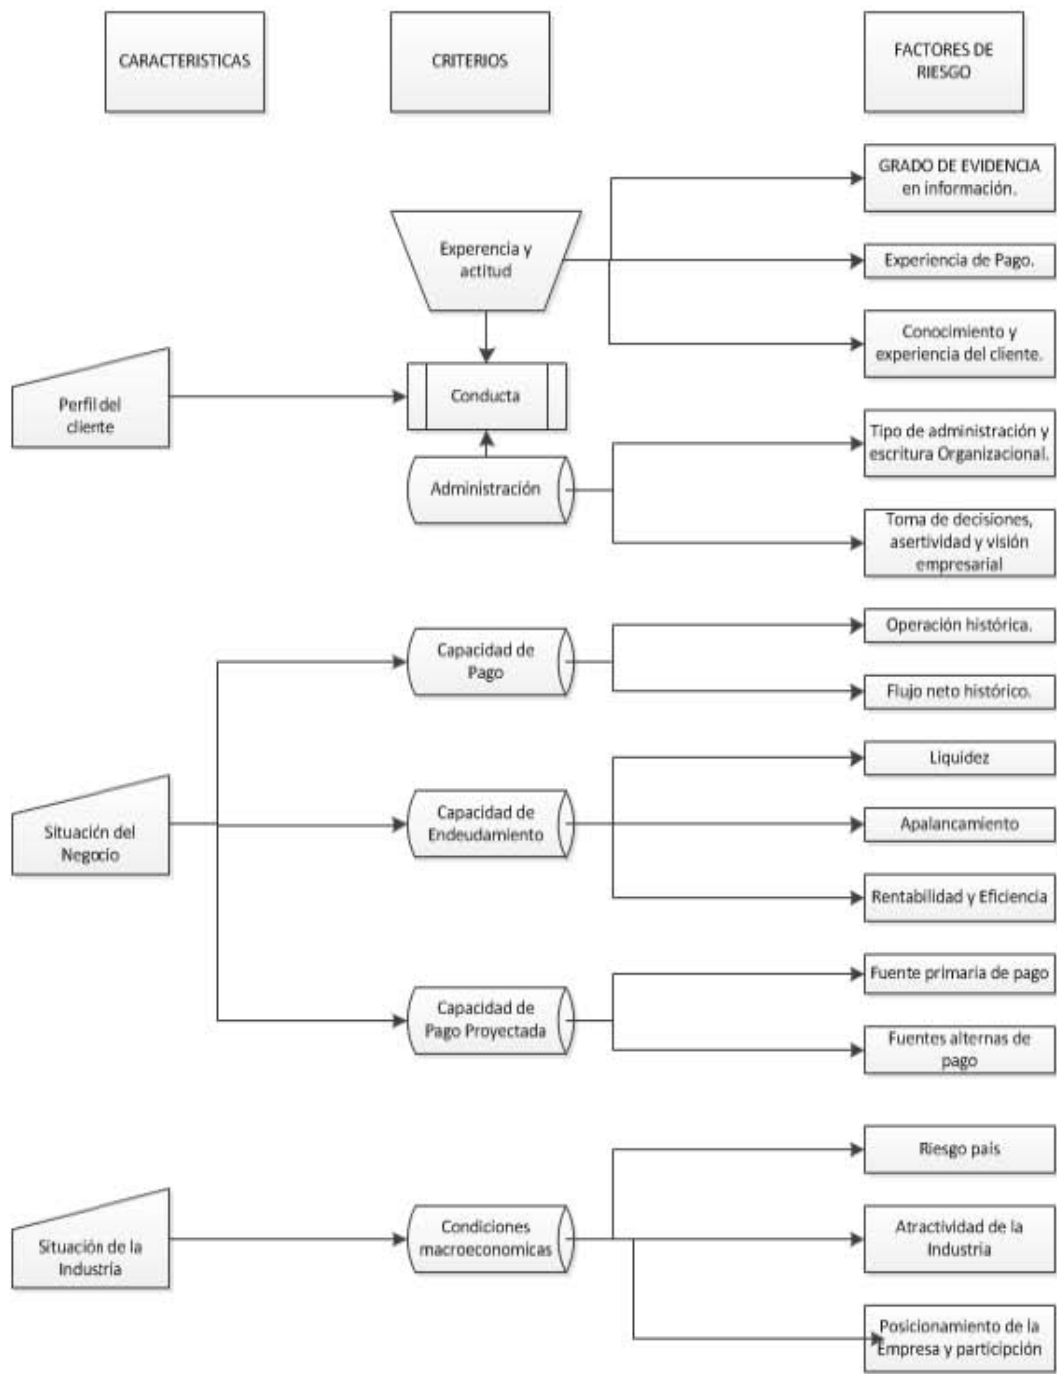 CARACTERISTICAS
CRITERIOS
FACTORES DE
RIESGO
GRADO DE EVIDENCIA
en información.
Experencia y
actitud
Experiencia de Pago.
Conocimiento y
experiencia del cliente.
Perfil del
cliente
Conducta
Tipo de administración y
escritura Organizacional.
Administración
Toma de decisiones,
asertividad y visión
empresarial
Operación histórica.
Capacidad de
Pago
Flujo neto histórico.
Liquidez
Situación del
Negocio
Capacidad de
Endeudamiento
Apalancamiento
Rentabilidad y Eficiencia
Fuente primaria de pago
Capacidad de
Pago Proyectada
Fuentes alternas de
pago
Riesgo país
Situación de la
Industria
Condiciones
macroeconomicas
Atractividad de la
Industria
Posicionamiento de la
Empresa y participción